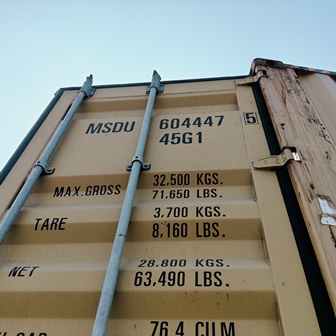 MSDU 604447 5
45G1
MAX.GROSS 32.500 KGS.
71.650 LBS.
TARE 3.700 KGS.
8.160 LBS.
NET 28.800 KGS.
63.490 LBS.
76.4 CU.M